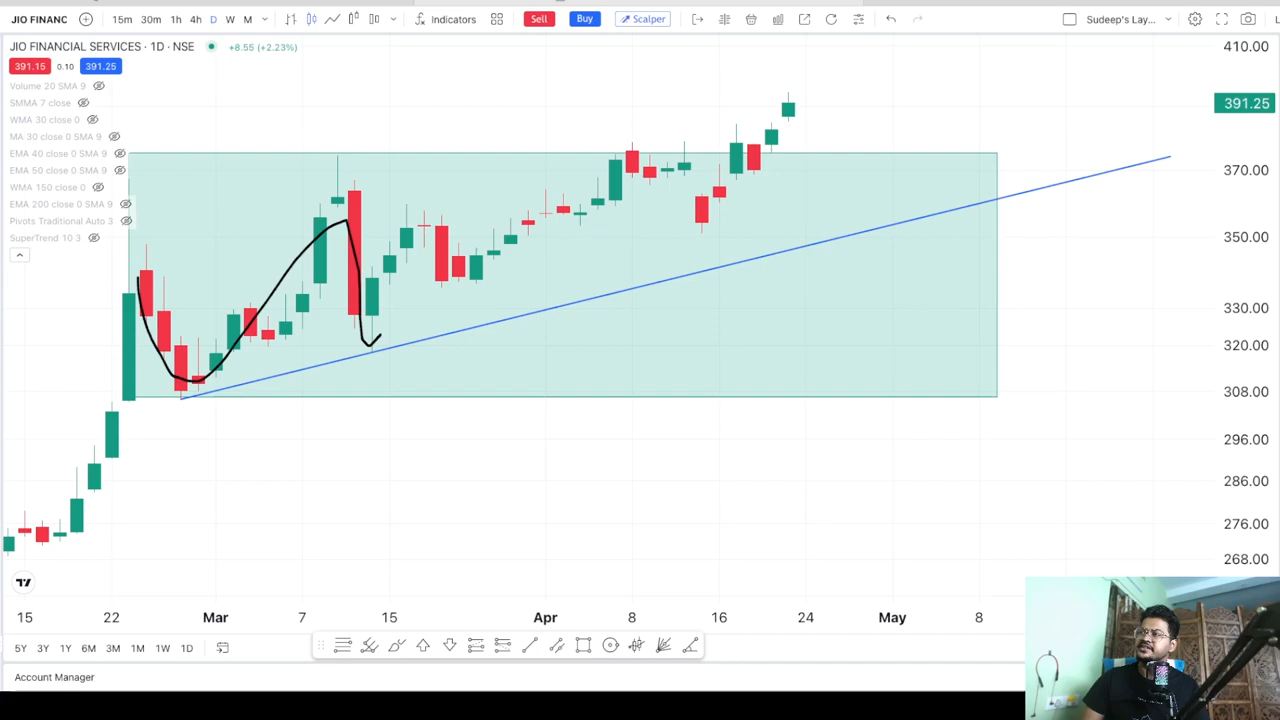 JIO FINANC 15m 30m 1h 4h D W M Indicators Sell Buy Scalper Sudeep's Lay...
JIO FINANCIAL SERVICES · 1D · NSE +8.55 (+2.23%)
391.15 0.10 391.25
Volume 20 SMA 9
SMMA 7 close
WMA 30 close 0
MA 30 close 0 SMA 9
EMA 40 close 0 SMA 9
EMA 50 close 0 SMA 9
WMA 150 close 0
EMA 200 close 0 SMA 9
Pivots Traditional Auto 3
SuperTrend 10 3
410.00
391.25
370.00
350.00
330.00
320.00
308.00
296.00
286.00
276.00
268.00
15 22 Mar 7 15 Apr 8 16 24 May 8
5Y 3Y 1Y 6M 3M 1M 1W 1D
Account Manager